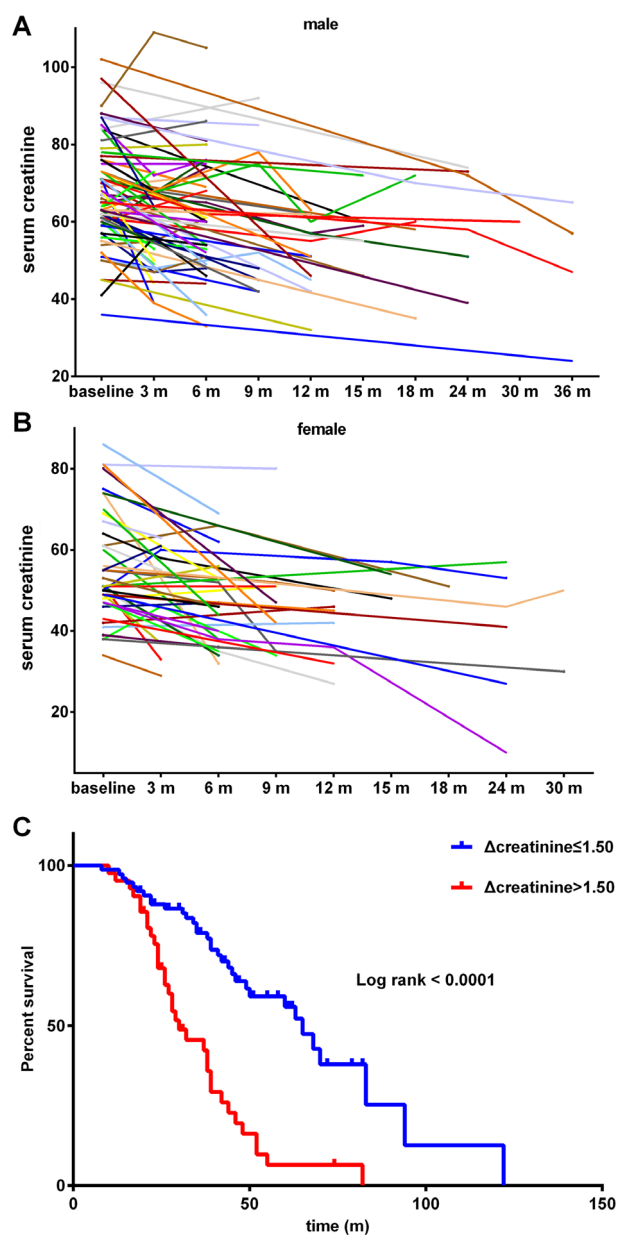 A
male
serum creatinine
100
80
60
40
20
baseline 3 m 6 m 9 m 12 m 15 m 18 m 24 m 30 m 36 m
B
female
serum creatinine
80
60
40
20
baseline 3 m 6 m 9 m 12 m 15 m 18 m 24 m 30 m
C
Δcreatinine≤1.50
Δcreatinine>1.50
Log rank < 0.0001
Percent survival
100
50
0
0 50 100 150
time (m)